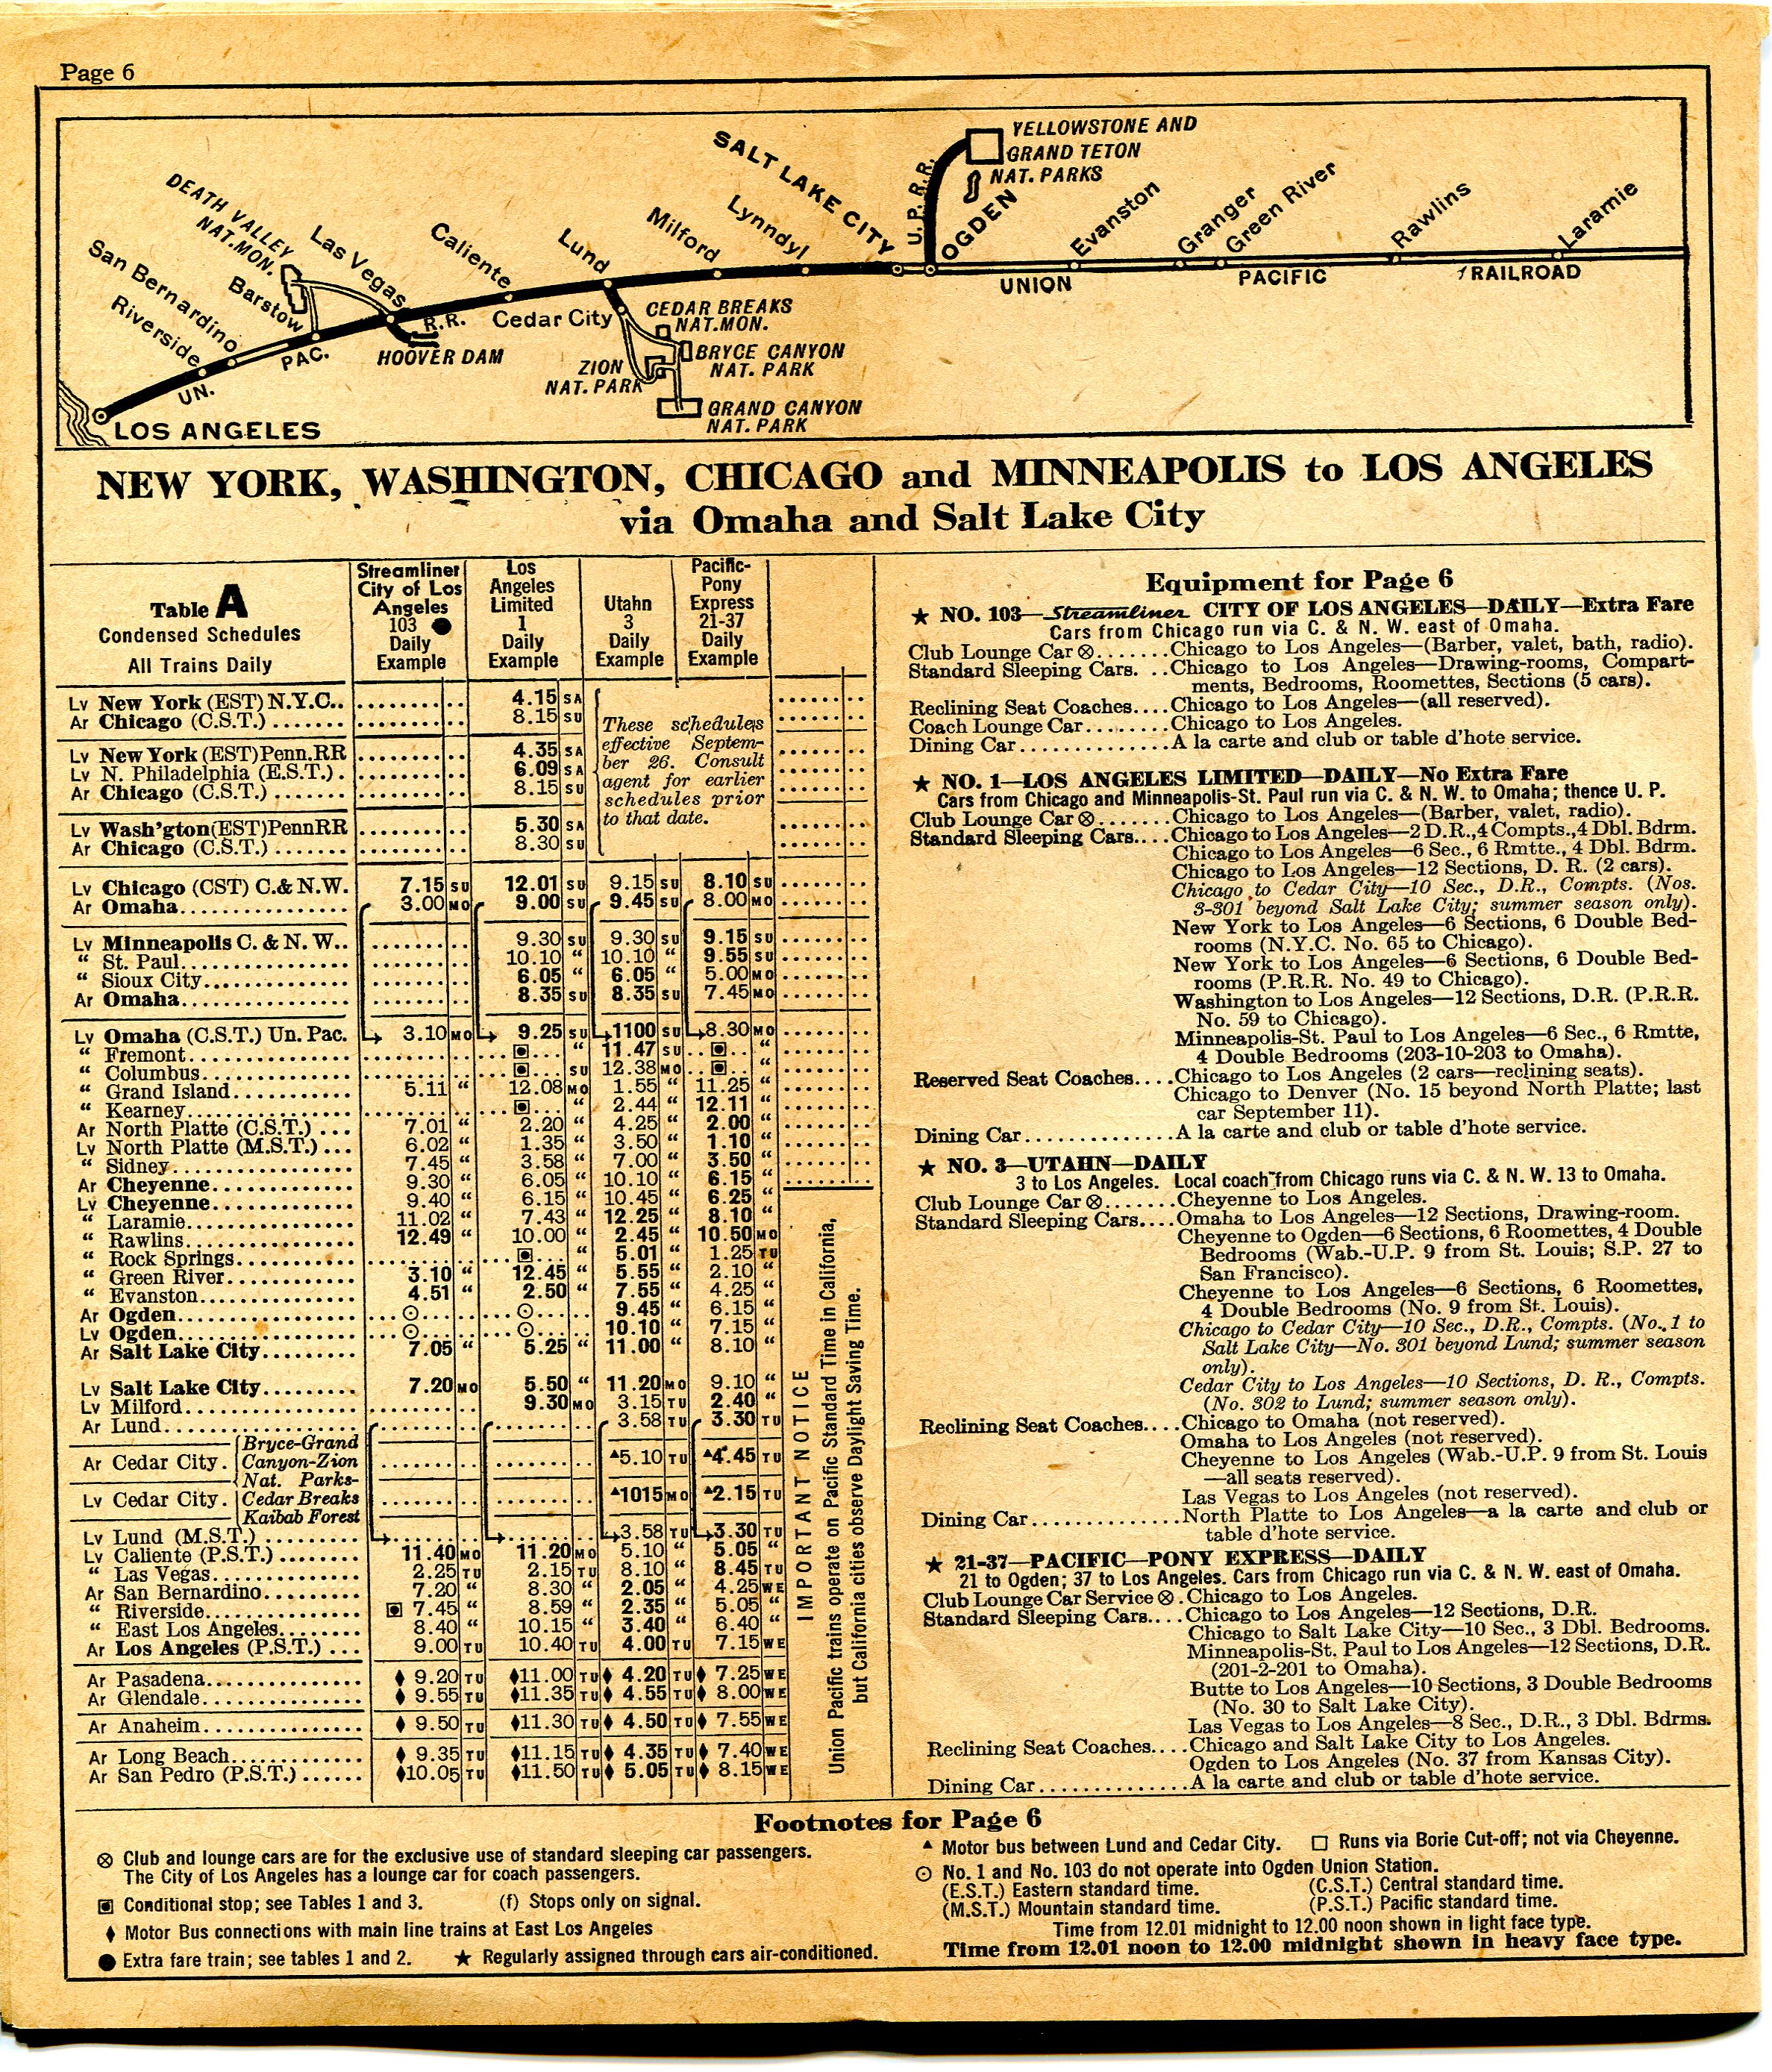 Page 6
YELLOWSTONE AND
GRAND TETON
NAT. PARKS
SALT LAKE CITY
U.P.R.R.
OGDEN
DEATH VALLEY
NAT. MON.
San Bernardino
Riverside
Barstow
Las Vegas
Caliente
Lund
Milford
Lynndyl
Evanston
Granger
Green River
Rawlins
Laramie
UNION
PACIFIC
RAILROAD
UN.
PAC.
R.R.
HOOVER DAM
Cedar City
CEDAR BREAKS
NAT. MON.
BRYCE CANYON
NAT. PARK
ZION
NAT. PARK
GRAND CANYON
NAT. PARK
LOS ANGELES
NEW YORK, WASHINGTON, CHICAGO and MINNEAPOLIS to LOS ANGELES
via Omaha and Salt Lake City
Table A
Condensed Schedules
All Trains Daily
Streamliner
City of Los
Angeles
103 ●
Daily
Example
Los
Angeles
Limited
1
Daily
Example
Utahn
3
Daily
Example
Pacific-
Pony
Express
21-37
Daily
Example
Lv New York (EST) N.Y.C.. 4.15 SA
Ar Chicago (C.S.T.) 8.15 SU
Lv New York (EST) Penn.RR 4.35 SA
Lv N. Philadelphia (E.S.T.) 6.09 SA
Ar Chicago (C.S.T.) 8.15 SU
Lv Wash'gton(EST)PennRR 5.30 SA
Ar Chicago (C.S.T.) 8.30 SU
These schedules
effective Septem-
ber 26. Consult
agent for earlier
schedules prior
to that date.
Lv Chicago (CST) C.& N.W. 7.15 SU 12.01 SU 9.15 SU 8.10 SU
Ar Omaha 3.00 MO 9.00 SU 9.45 SU 8.00 MO
Lv Minneapolis C. & N. W.. 9.30 SU 9.30 SU 9.15 SU
“ St. Paul 10.10 “ 10.10 “ 9.55 SU
“ Sioux City 6.05 “ 6.05 “ 5.00 MO
Ar Omaha 8.35 SU 8.35 SU 7.45 MO
Lv Omaha (C.S.T.) Un. Pac. 3.10 MO 9.25 SU 1100 SU 8.30 MO
“ Fremont ▣ “ 11.47 SU ▣ “
“ Columbus ▣ SU 12.38 MO ▣ “
“ Grand Island 5.11 “ 12.08 MO 1.55 “ 11.25 “
“ Kearney ▣ “ 2.44 “ 12.11 “
Ar North Platte (C.S.T.) 7.01 “ 2.20 “ 4.25 “ 2.00 “
Lv North Platte (M.S.T.) 6.02 “ 1.35 “ 3.50 “ 1.10 “
“ Sidney 7.45 “ 3.58 “ 7.00 “ 3.50 “
Ar Cheyenne 9.30 “ 6.05 “ 10.10 “ 6.15 “
Lv Cheyenne 9.40 “ 6.15 “ 10.45 “ 6.25 “
“ Laramie 11.02 “ 7.43 “ 12.25 “ 8.10 “
“ Rawlins 12.49 “ 10.00 “ 2.45 “ 10.50 MO
“ Rock Springs ▣ “ 5.01 “ 1.25 TU
“ Green River 3.10 “ 12.45 “ 5.55 “ 2.10 “
“ Evanston 4.51 “ 2.50 “ 7.55 “ 4.25 “
Ar Ogden ⊙ ⊙ 9.45 “ 6.15 “
Lv Ogden ⊙ ⊙ 10.10 “ 7.15 “
Ar Salt Lake City 7.05 “ 5.25 “ 11.00 “ 8.10 “
Lv Salt Lake City 7.20 MO 5.50 “ 11.20 MO 9.10 “
Lv Milford 9.30 MO 3.15 TU 2.40 “
Ar Lund 3.58 TU 3.30 TU
Bryce-Grand
Ar Cedar City. Canyon-Zion ▲5.10 TU ▲4.45 TU
Nat. Parks-
Lv Cedar City. Cedar Breaks ▲1015 MO ▲2.15 TU
Kaibab Forest
Lv Lund (M.S.T.) 3.58 TU 3.30 TU
Lv Caliente (P.S.T.) 11.40 MO 11.20 MO 5.10 “ 5.05 “
“ Las Vegas 2.25 TU 2.15 TU 8.10 “ 8.45 TU
Ar San Bernardino 7.20 “ 8.30 “ 2.05 “ 4.25 WE
“ Riverside ▣ 7.45 “ 8.59 “ 2.35 “ 5.05 “
“ East Los Angeles 8.40 “ 10.15 “ 3.40 “ 6.40 “
Ar Los Angeles (P.S.T.) 9.00 TU 10.40 TU 4.00 TU 7.15 WE
Ar Pasadena ♦ 9.20 TU ♦11.00 TU ♦ 4.20 TU ♦ 7.25 WE
Ar Glendale ♦ 9.55 TU ♦11.35 TU ♦ 4.55 TU ♦ 8.00 WE
Ar Anaheim ♦ 9.50 TU ♦11.30 TU ♦ 4.50 TU ♦ 7.55 WE
Ar Long Beach ♦ 9.35 TU ♦11.15 TU ♦ 4.35 TU ♦ 7.40 WE
Ar San Pedro (P.S.T.) ♦10.05 TU ♦11.50 TU ♦ 5.05 TU ♦ 8.15 WE
IMPORTANT NOTICE
Union Pacific trains operate on Pacific Standard Time in California,
but California cities observe Daylight Saving Time.
Equipment for Page 6
★ NO. 103—Streamliner CITY OF LOS ANGELES—DAILY—Extra Fare
Cars from Chicago run via C. & N. W. east of Omaha.
Club Lounge Car ⊗.......Chicago to Los Angeles—(Barber, valet, bath, radio).
Standard Sleeping Cars. ..Chicago to Los Angeles—Drawing-rooms, Compart-
ments, Bedrooms, Roomettes, Sections (5 cars).
Reclining Seat Coaches....Chicago to Los Angeles—(all reserved).
Coach Lounge Car........Chicago to Los Angeles.
Dining Car..............A la carte and club or table d'hote service.
★ NO. 1—LOS ANGELES LIMITED—DAILY—No Extra Fare
Cars from Chicago and Minneapolis-St. Paul run via C. & N. W. to Omaha; thence U. P.
Club Lounge Car ⊗.......Chicago to Los Angeles—(Barber, valet, radio).
Standard Sleeping Cars....Chicago to Los Angeles—2 D.R.,4 Compts.,4 Dbl. Bdrm.
Chicago to Los Angeles—6 Sec., 6 Rmtte., 4 Dbl. Bdrm.
Chicago to Los Angeles—12 Sections, D. R. (2 cars).
Chicago to Cedar City—10 Sec., D.R., Compts. (Nos.
3-301 beyond Salt Lake City; summer season only).
New York to Los Angeles—6 Sections, 6 Double Bed-
rooms (N.Y.C. No. 65 to Chicago).
New York to Los Angeles—6 Sections, 6 Double Bed-
rooms (P.R.R. No. 49 to Chicago).
Washington to Los Angeles—12 Sections, D.R. (P.R.R.
No. 59 to Chicago).
Minneapolis-St. Paul to Los Angeles—6 Sec., 6 Rmtte,
4 Double Bedrooms (203-10-203 to Omaha).
Reserved Seat Coaches....Chicago to Los Angeles (2 cars—reclining seats).
Chicago to Denver (No. 15 beyond North Platte; last
car September 11).
Dining Car..............A la carte and club or table d'hote service.
★ NO. 3—UTAHN—DAILY
3 to Los Angeles. Local coach from Chicago runs via C. & N. W. 13 to Omaha.
Club Lounge Car ⊗.......Cheyenne to Los Angeles.
Standard Sleeping Cars....Omaha to Los Angeles—12 Sections, Drawing-room.
Cheyenne to Ogden—6 Sections, 6 Roomettes, 4 Double
Bedrooms (Wab.-U.P. 9 from St. Louis; S.P. 27 to
San Francisco).
Cheyenne to Los Angeles—6 Sections, 6 Roomettes,
4 Double Bedrooms (No. 9 from St. Louis).
Chicago to Cedar City—10 Sec., D.R., Compts. (No. 1 to
Salt Lake City—No. 301 beyond Lund; summer season
only).
Cedar City to Los Angeles—10 Sections, D. R., Compts.
(No. 302 to Lund; summer season only).
Reclining Seat Coaches....Chicago to Omaha (not reserved).
Omaha to Los Angeles (not reserved).
Cheyenne to Los Angeles (Wab.-U.P. 9 from St. Louis
—all seats reserved).
Las Vegas to Los Angeles (not reserved).
Dining Car..............North Platte to Los Angeles—a la carte and club or
table d'hote service.
★ 21-37—PACIFIC—PONY EXPRESS—DAILY
21 to Ogden; 37 to Los Angeles. Cars from Chicago run via C. & N. W. east of Omaha.
Club Lounge Car Service ⊗.Chicago to Los Angeles.
Standard Sleeping Cars....Chicago to Los Angeles—12 Sections, D.R.
Chicago to Salt Lake City—10 Sec., 3 Dbl. Bedrooms.
Minneapolis-St. Paul to Los Angeles—12 Sections, D.R.
(201-2-201 to Omaha).
Butte to Los Angeles—10 Sections, 3 Double Bedrooms
(No. 30 to Salt Lake City).
Las Vegas to Los Angeles—8 Sec., D.R., 3 Dbl. Bdrms.
Reclining Seat Coaches....Chicago and Salt Lake City to Los Angeles.
Ogden to Los Angeles (No. 37 from Kansas City).
Dining Car..............A la carte and club or table d'hote service.
Footnotes for Page 6
⊗ Club and lounge cars are for the exclusive use of standard sleeping car passengers.
The City of Los Angeles has a lounge car for coach passengers.
▣ Conditional stop; see Tables 1 and 3. (f) Stops only on signal.
♦ Motor Bus connections with main line trains at East Los Angeles
● Extra fare train; see tables 1 and 2. ★ Regularly assigned through cars air-conditioned.
▲ Motor bus between Lund and Cedar City. □ Runs via Borie Cut-off; not via Cheyenne.
⊙ No. 1 and No. 103 do not operate into Ogden Union Station.
(E.S.T.) Eastern standard time. (C.S.T.) Central standard time.
(M.S.T.) Mountain standard time. (P.S.T.) Pacific standard time.
Time from 12.01 midnight to 12.00 noon shown in light face type.
Time from 12.01 noon to 12.00 midnight shown in heavy face type.